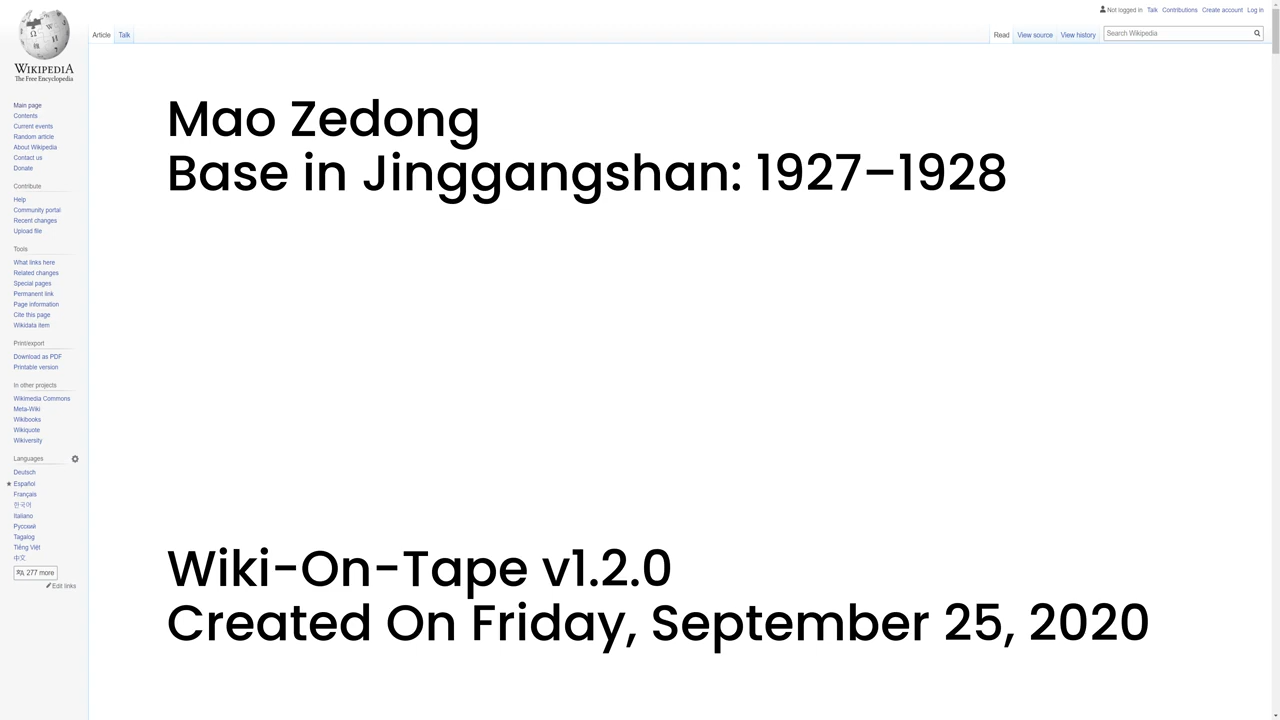 Not logged in Talk Contributions Create account Log in
Article Talk Read View source View history Search Wikipedia
WIKIPEDIA
The Free Encyclopedia
Main page
Contents
Current events
Random article
About Wikipedia
Contact us
Donate
Contribute
Help
Community portal
Recent changes
Upload file
Tools
What links here
Related changes
Special pages
Permanent link
Page information
Cite this page
Wikidata item
Print/export
Download as PDF
Printable version
In other projects
Wikimedia Commons
Meta-Wiki
Wikibooks
Wikiquote
Wikiversity
Languages
Deutsch
Español
Français
한국어
Italiano
Русский
Tagalog
Tiếng Việt
中文
277 more
Edit links
Mao Zedong
Base in Jinggangshan: 1927–1928
Wiki-On-Tape v1.2.0
Created On Friday, September 25, 2020